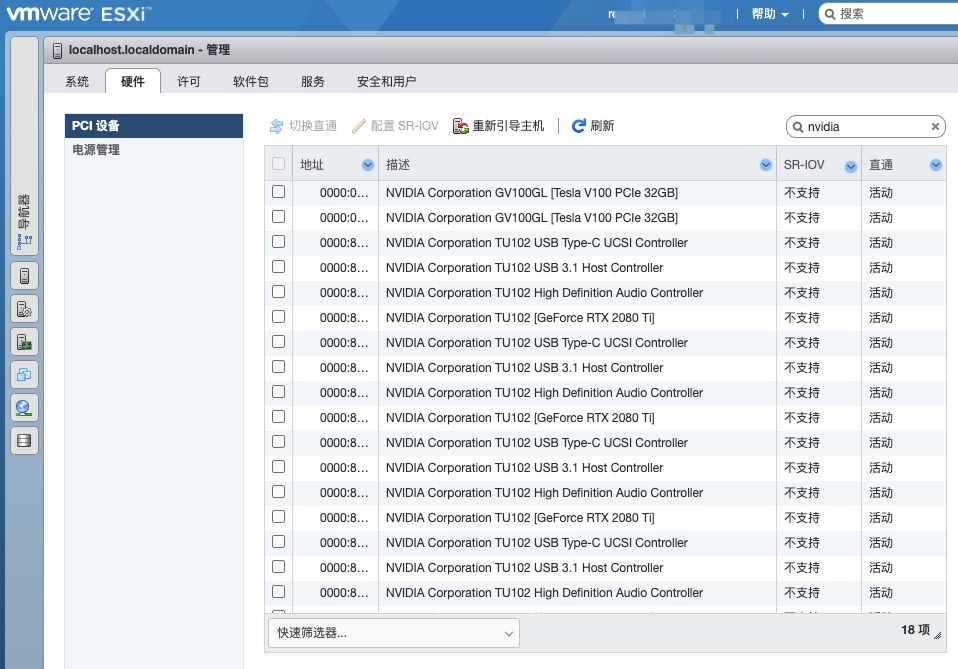 vmware ESXi™
帮助
搜索
localhost.localdomain - 管理
系统 硬件 许可 软件包 服务 安全和用户
导航器
PCI 设备
电源管理
切换直通 配置 SR-IOV 重新引导主机 刷新 nvidia
地址 描述 SR-IOV 直通
0000:0... NVIDIA Corporation GV100GL [Tesla V100 PCIe 32GB] 不支持 活动
0000:0... NVIDIA Corporation GV100GL [Tesla V100 PCIe 32GB] 不支持 活动
0000:8... NVIDIA Corporation TU102 USB Type-C UCSI Controller 不支持 活动
0000:8... NVIDIA Corporation TU102 USB 3.1 Host Controller 不支持 活动
0000:8... NVIDIA Corporation TU102 High Definition Audio Controller 不支持 活动
0000:8... NVIDIA Corporation TU102 [GeForce RTX 2080 Ti] 不支持 活动
0000:8... NVIDIA Corporation TU102 USB Type-C UCSI Controller 不支持 活动
0000:8... NVIDIA Corporation TU102 USB 3.1 Host Controller 不支持 活动
0000:8... NVIDIA Corporation TU102 High Definition Audio Controller 不支持 活动
0000:8... NVIDIA Corporation TU102 [GeForce RTX 2080 Ti] 不支持 活动
0000:8... NVIDIA Corporation TU102 USB Type-C UCSI Controller 不支持 活动
0000:8... NVIDIA Corporation TU102 USB 3.1 Host Controller 不支持 活动
0000:8... NVIDIA Corporation TU102 High Definition Audio Controller 不支持 活动
0000:8... NVIDIA Corporation TU102 [GeForce RTX 2080 Ti] 不支持 活动
0000:8... NVIDIA Corporation TU102 USB Type-C UCSI Controller 不支持 活动
0000:8... NVIDIA Corporation TU102 USB 3.1 Host Controller 不支持 活动
0000:8... NVIDIA Corporation TU102 High Definition Audio Controller 不支持 活动
快速筛选器... 18 项